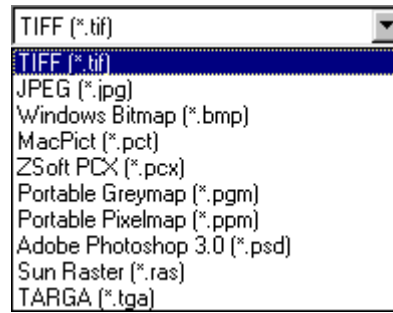 TIFF (*.tif)
TIFF (*.tif)
JPEG (*.jpg)
Windows Bitmap (*.bmp)
MacPict (*.pct)
ZSoft PCX (*.pcx)
Portable Greymap (*.pgm)
Portable Pixelmap (*.ppm)
Adobe Photoshop 3.0 (*.psd)
Sun Raster (*.ras)
TARGA (*.tga)